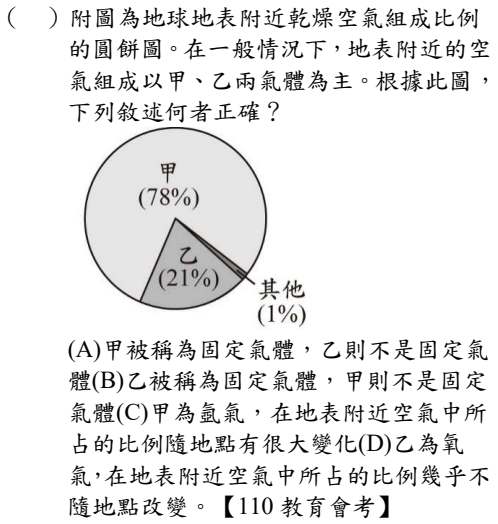 （　）附圖為地球地表附近乾燥空氣組成比例
的圓餅圖。在一般情況下，地表附近的空
氣組成以甲、乙兩氣體為主。根據此圖，
下列敘述何者正確？
甲
(78%)
乙
(21%)
其他
(1%)
(A)甲被稱為固定氣體，乙則不是固定氣
體(B)乙被稱為固定氣體，甲則不是固定
氣體(C)甲為氬氣，在地表附近空氣中所
占的比例隨地點有很大變化(D)乙為氧
氣，在地表附近空氣中所占的比例幾乎不
隨地點改變。【110 教育會考】